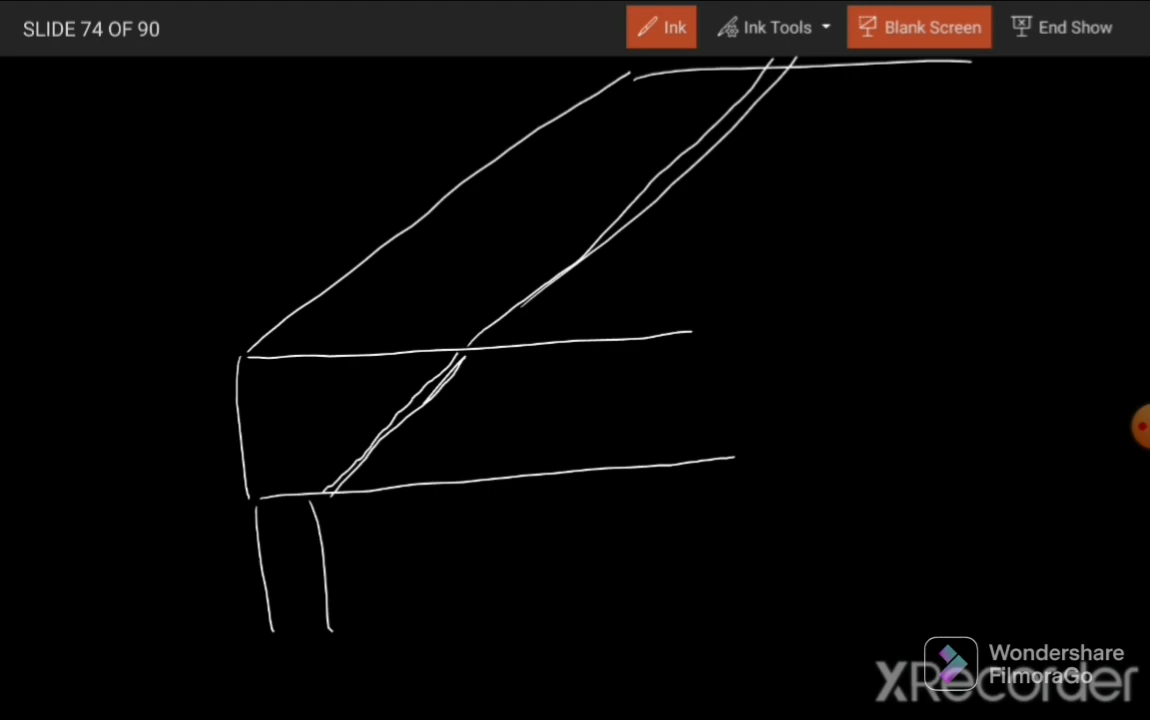 SLIDE 74 OF 90
Ink
Ink Tools
Blank Screen
End Show
Wondershare
FilmoraGo
XRecorder